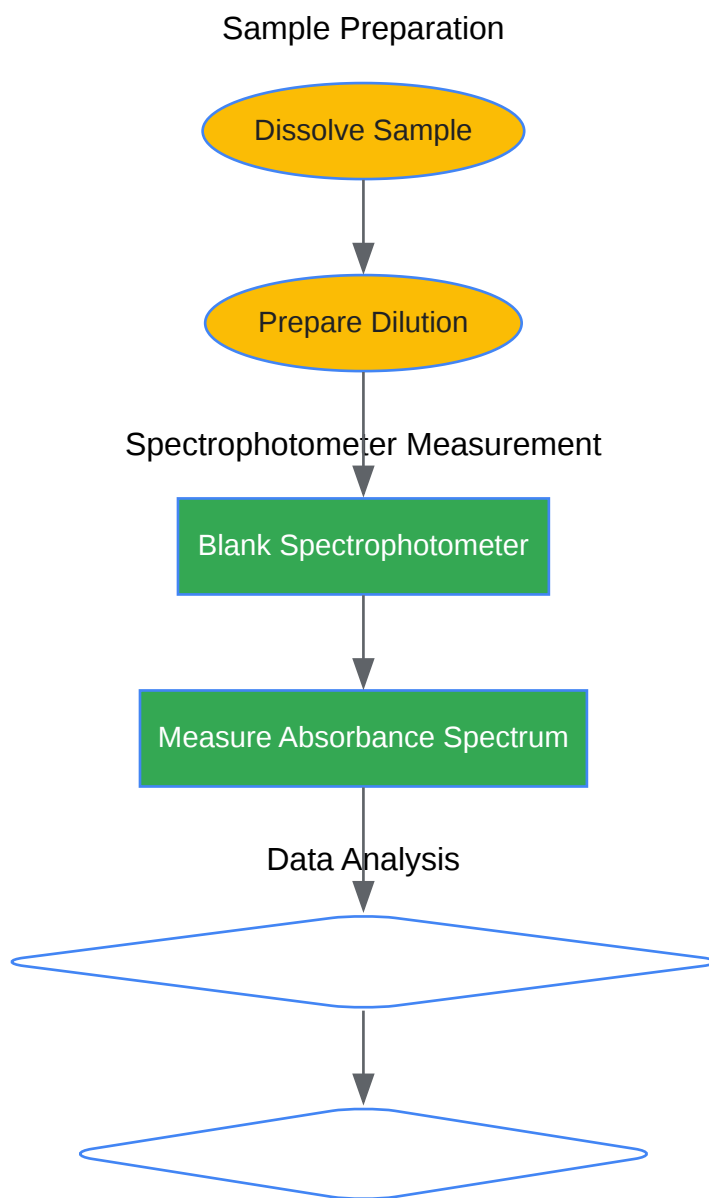 Sample Preparation
Dissolve Sample
Prepare Dilution
Spectrophotometer Measurement
Blank Spectrophotometer
Measure Absorbance Spectrum
Data Analysis